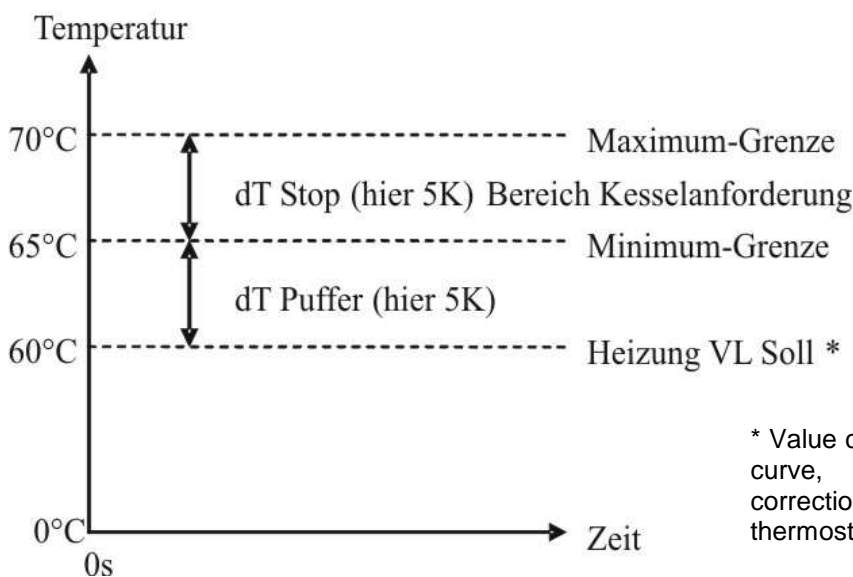 Temperatur
70°C
Maximum-Grenze
dT Stop (hier 5K) Bereich Kesselanforderung
65°C
Minimum-Grenze
dT Puffer (hier 5K)
60°C
Heizung VL Soll *
* Value
curve,
thermost
0°C
Zeit
0s